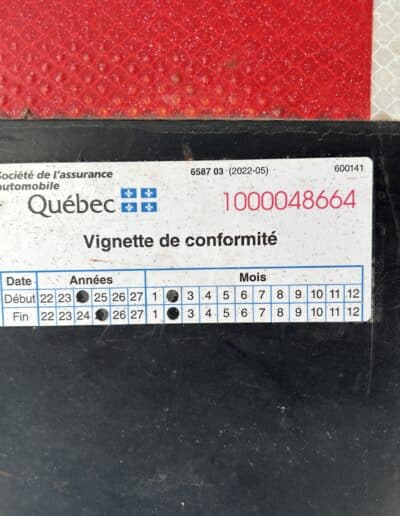 Société de l'assurance
automobile
Québec
6587 03 (2022-05)
600141
1000048664
Vignette de conformité
Date Années Mois
Début 22 23 25 26 27 1 3 4 5 6 7 8 9 10 11 12
Fin 22 23 24 26 27 1 3 4 5 6 7 8 9 10 11 12